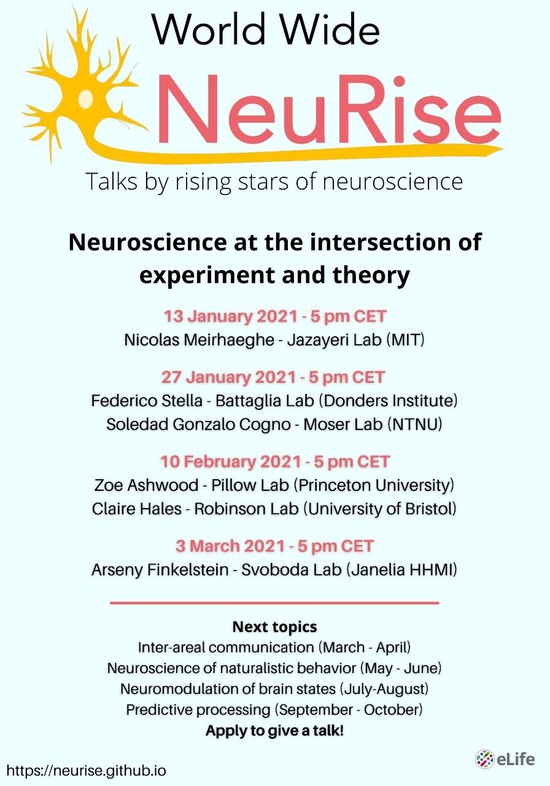 World Wide
NeuRise
Talks by rising stars of neuroscience
Neuroscience at the intersection of
experiment and theory
13 January 2021 - 5 pm CET
Nicolas Meirhaeghe - Jazayeri Lab (MIT)
27 January 2021 - 5 pm CET
Federico Stella - Battaglia Lab (Donders Institute)
Soledad Gonzalo Cogno - Moser Lab (NTNU)
10 February 2021 - 5 pm CET
Zoe Ashwood - Pillow Lab (Princeton University)
Claire Hales - Robinson Lab (University of Bristol)
3 March 2021 - 5 pm CET
Arseny Finkelstein - Svoboda Lab (Janelia HHMI)
Next topics
Inter-areal communication (March - April)
Neuroscience of naturalistic behavior (May - June)
Neuromodulation of brain states (July-August)
Predictive processing (September - October)
Apply to give a talk!
eLife
https://neurise.github.io